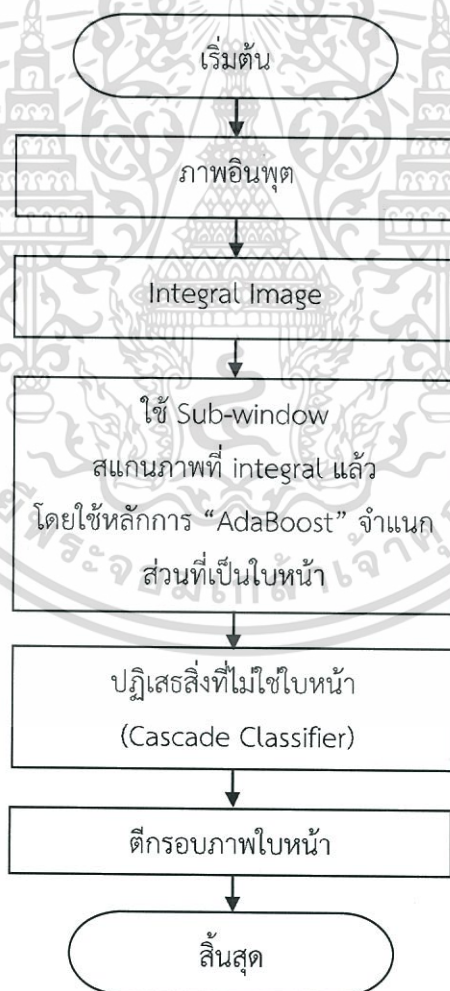 เริ่มต้น
ภาพอินพุต
Integral Image
ใช้ Sub-window
สแกนภาพที่ integral แล้ว
โดยใช้หลักการ “AdaBoost” จำแนก
ส่วนที่เป็นใบหน้า
ปฏิเสธสิ่งที่ไม่ใช่ใบหน้า
(Cascade Classifier)
ตีกรอบภาพใบหน้า
สิ้นสุด